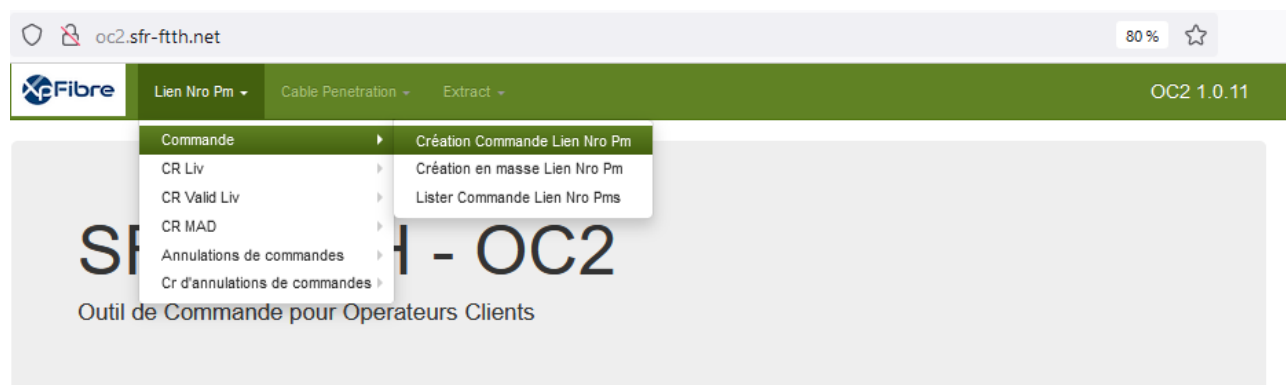 oc2.sfr-ftth.net 80 %
XpFibre Lien Nro Pm Cable Penetration Extract OC2 1.0.11
Commande Création Commande Lien Nro Pm
CR Liv Création en masse Lien Nro Pm
CR Valid Liv Lister Commande Lien Nro Pms
CR MAD
Annulations de commandes
Cr d'annulations de commandes
- OC2
Outil de Commande pour Operateurs Clients